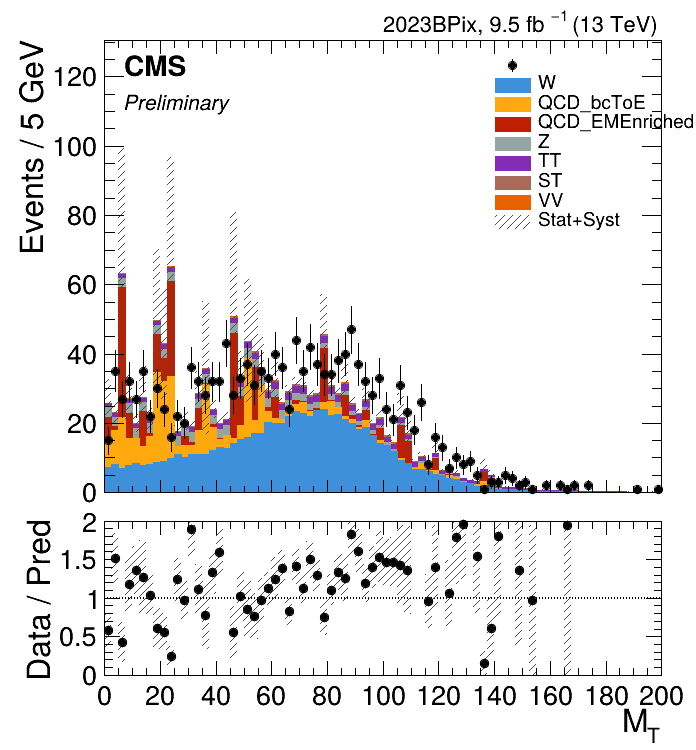 2023BPix, 9.5 fb⁻¹ (13 TeV)
CMS
Preliminary
W
QCD_bcToE
QCD_EMEnriched
Z
TT
ST
VV
Stat+Syst
Events / 5 GeV
120
100
80
60
40
20
0
Data / Pred
2
1.5
1
0.5
0
0 20 40 60 80 100 120 140 160 180 200
M_T